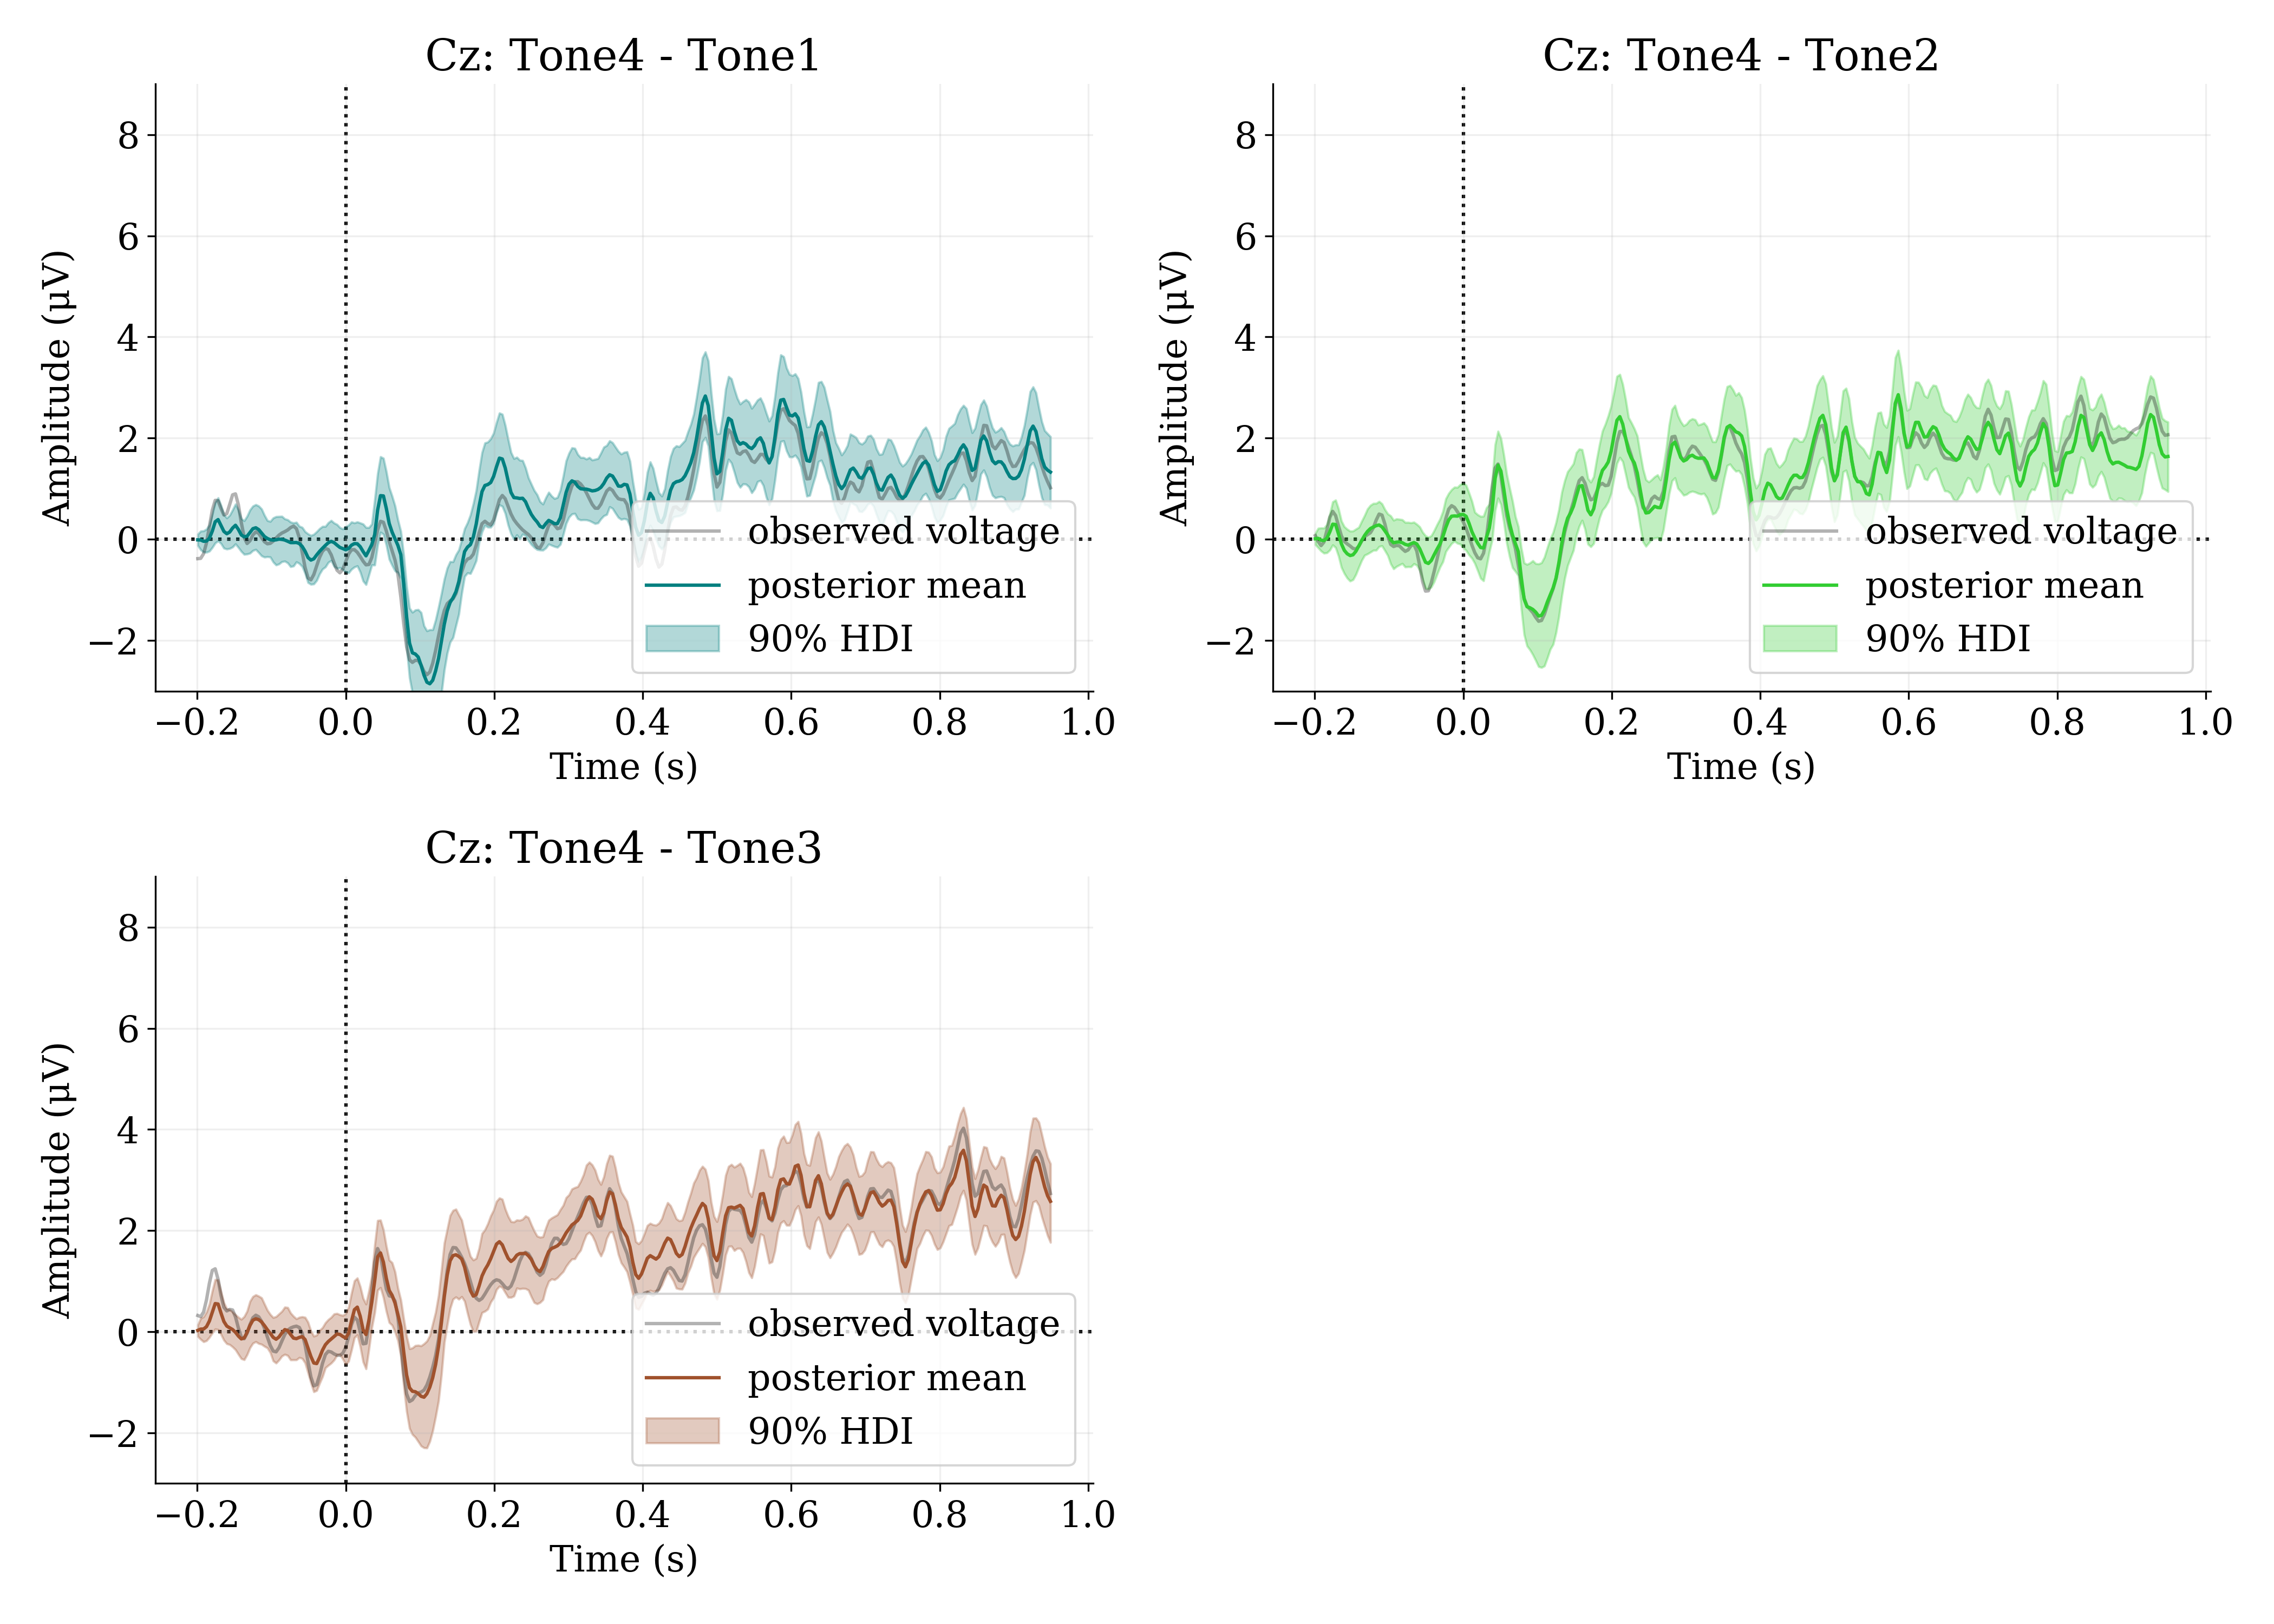 Cz: Tone4 - Tone1
Amplitude (μV)
8
6
4
2
0
−2
observed voltage
posterior mean
90% HDI
−0.2 0.0 0.2 0.4 0.6 0.8 1.0
Time (s)
Cz: Tone4 - Tone2
Amplitude (μV)
8
6
4
2
0
−2
observed voltage
posterior mean
90% HDI
−0.2 0.0 0.2 0.4 0.6 0.8 1.0
Time (s)
Cz: Tone4 - Tone3
Amplitude (μV)
8
6
4
2
0
−2
observed voltage
posterior mean
90% HDI
−0.2 0.0 0.2 0.4 0.6 0.8 1.0
Time (s)